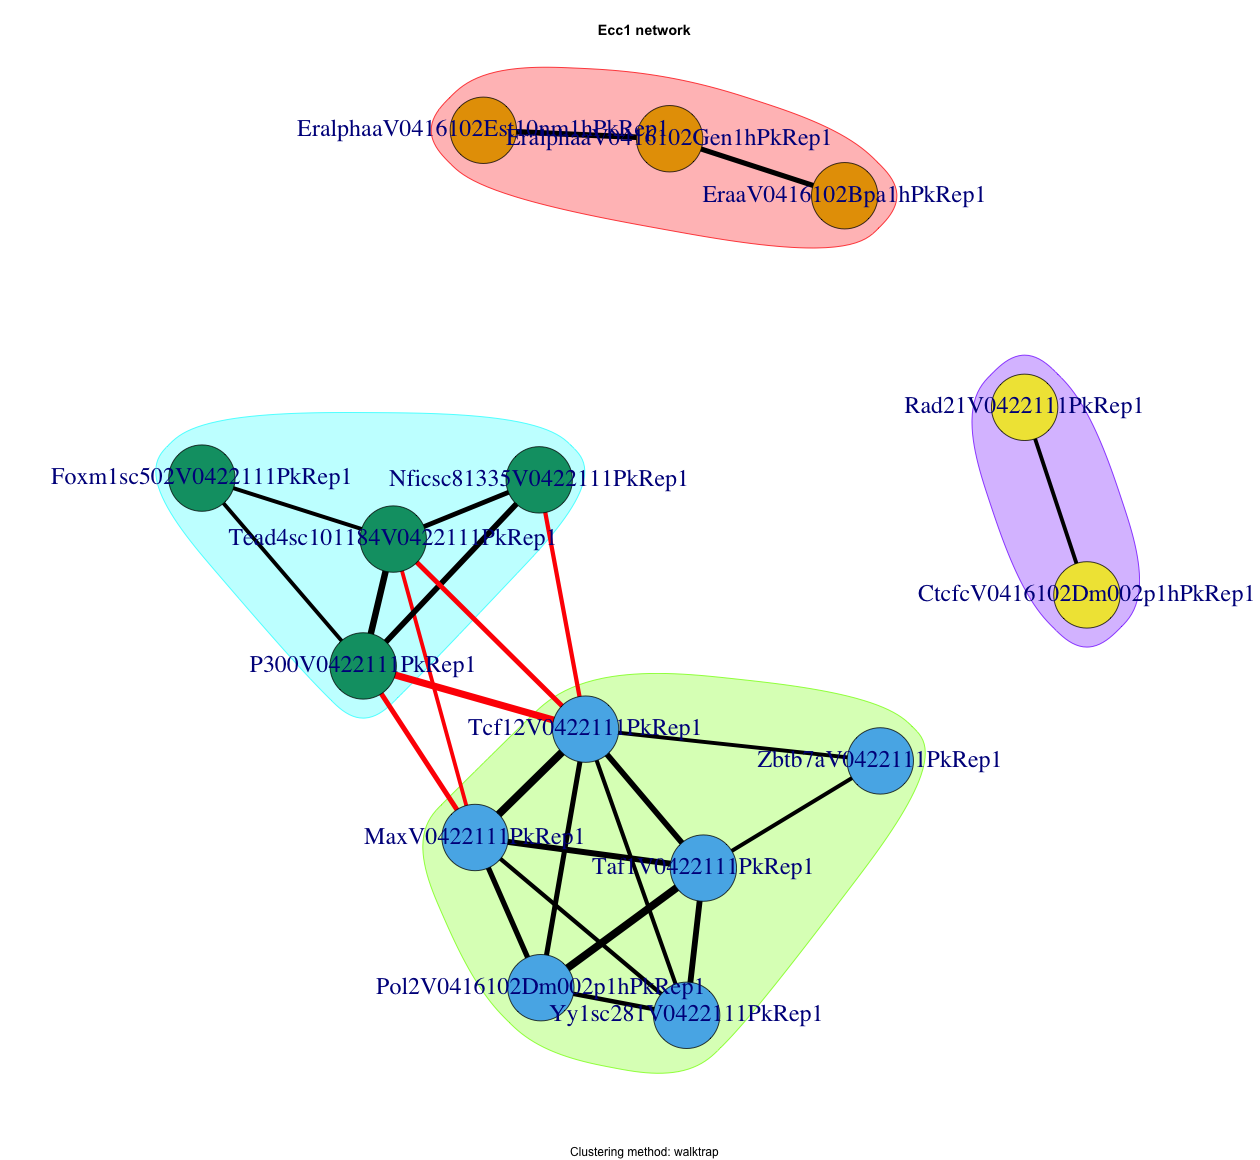 Ecc1 network
EralphaaV0416102Est10nm1hPkRep1
EralphaaV0416102Gen1hPkRep1
EraaV0416102Bpa1hPkRep1
Rad21V0422111PkRep1
Foxm1sc502V0422111PkRep1
Nficsc81335V0422111PkRep1
Tead4sc101184V0422111PkRep1
CtcfcV0416102Dm002p1hPkRep1
P300V0422111PkRep1
Tcf12V0422111PkRep1
Zbtb7aV0422111PkRep1
MaxV0422111PkRep1
Taf1V0422111PkRep1
Pol2V0416102Dm002p1hPkRep1
Yy1sc281V0422111PkRep1
Clustering method: walktrap